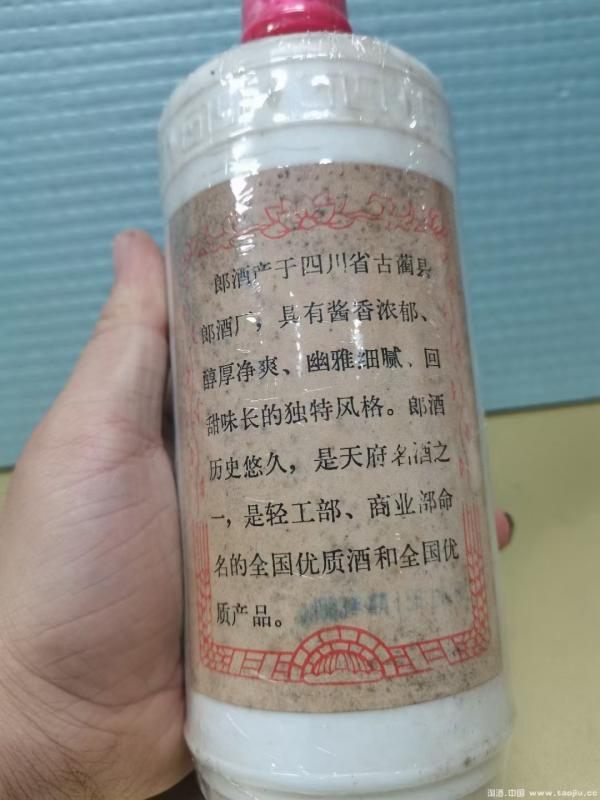 郎酒产于四川省古蔺县
郎酒厂，具有酱香浓郁、
醇厚净爽、幽雅细腻、回
甜味长的独特风格。郎酒
历史悠久，是天府名酒之
一，是轻工部、商业部命
名的全国优质酒和全国优
质产品。
淘酒.中国 www.saojiu.cc